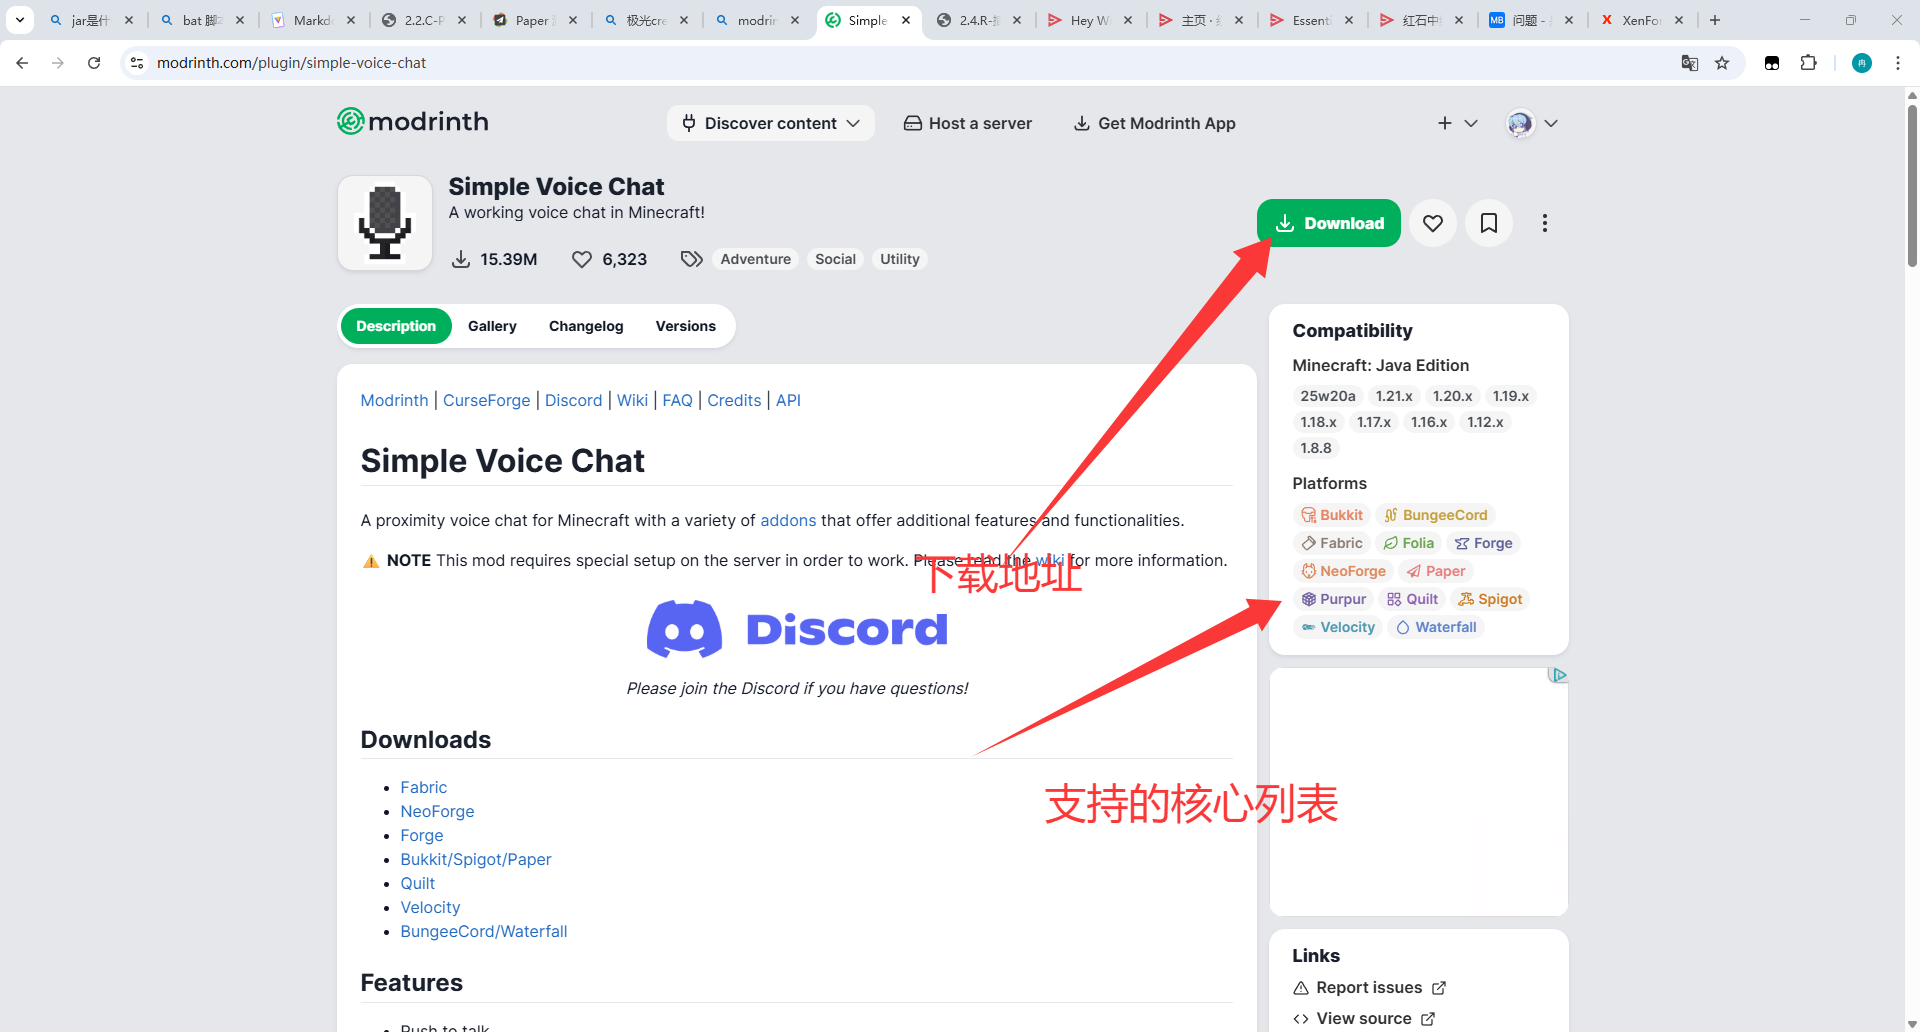 jar是什
bat 脚
Markd
2.2.C-P
Paper
极光cre
modrin
Simple
2.4.R-
Hey W
主页 ·
Essenti
红石中
问题 -
XenFo
modrinth.com/plugin/simple-voice-chat
modrinth
Discover content
Host a server
Get Modrinth App
Simple Voice Chat
A working voice chat in Minecraft!
15.39M
6,323
Adventure
Social
Utility
Download
Description
Gallery
Changelog
Versions
Modrinth | CurseForge | Discord | Wiki | FAQ | Credits | API
Simple Voice Chat
A proximity voice chat for Minecraft with a variety of addons that offer additional features and functionalities.
NOTE This mod requires special setup on the server in order to work. Please read the wiki for more information.
下载地址
Discord
Please join the Discord if you have questions!
Downloads
Fabric
NeoForge
Forge
Bukkit/Spigot/Paper
Quilt
Velocity
BungeeCord/Waterfall
支持的核心列表
Features
Push to talk
Compatibility
Minecraft: Java Edition
25w20a 1.21.x 1.20.x 1.19.x
1.18.x 1.17.x 1.16.x 1.12.x
1.8.8
Platforms
Bukkit BungeeCord
Fabric Folia Forge
NeoForge Paper
Purpur Quilt Spigot
Velocity Waterfall
Links
Report issues
View source